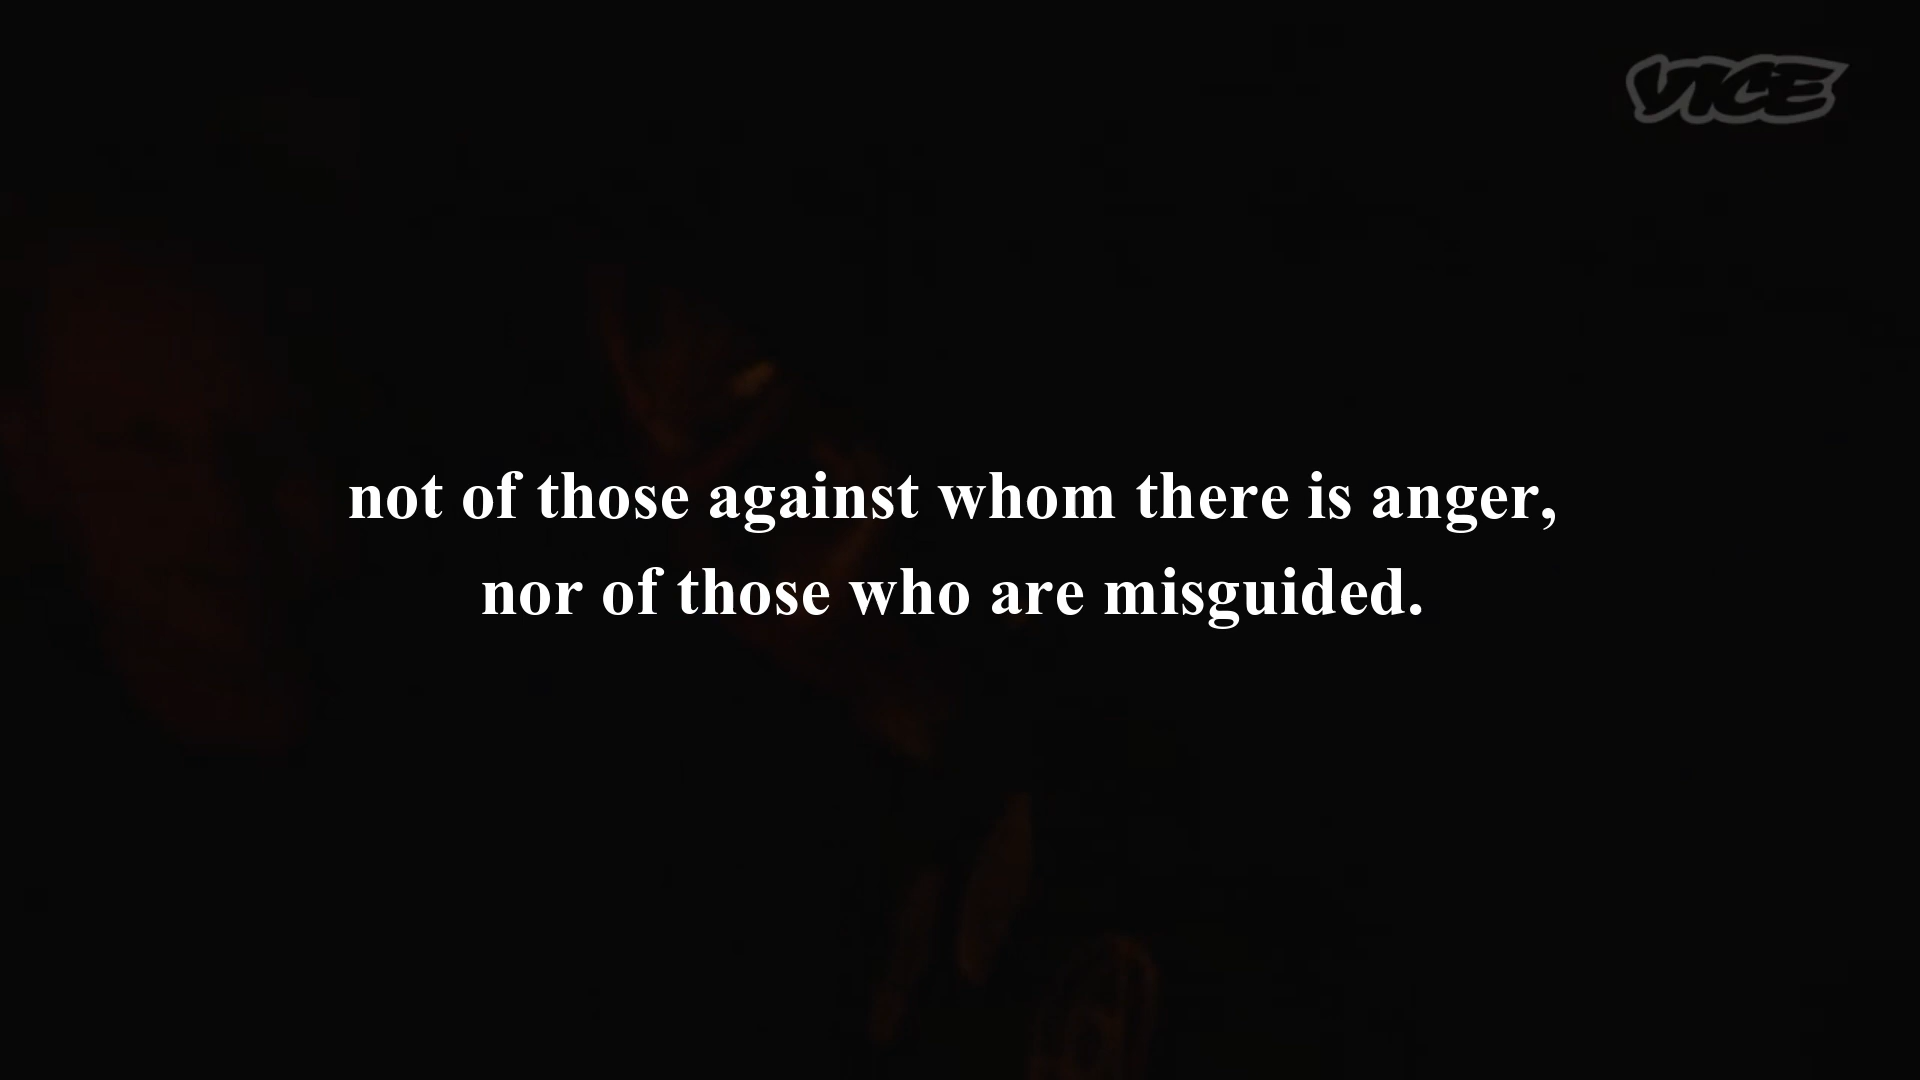 VICE
not of those against whom there is anger,
nor of those who are misguided.